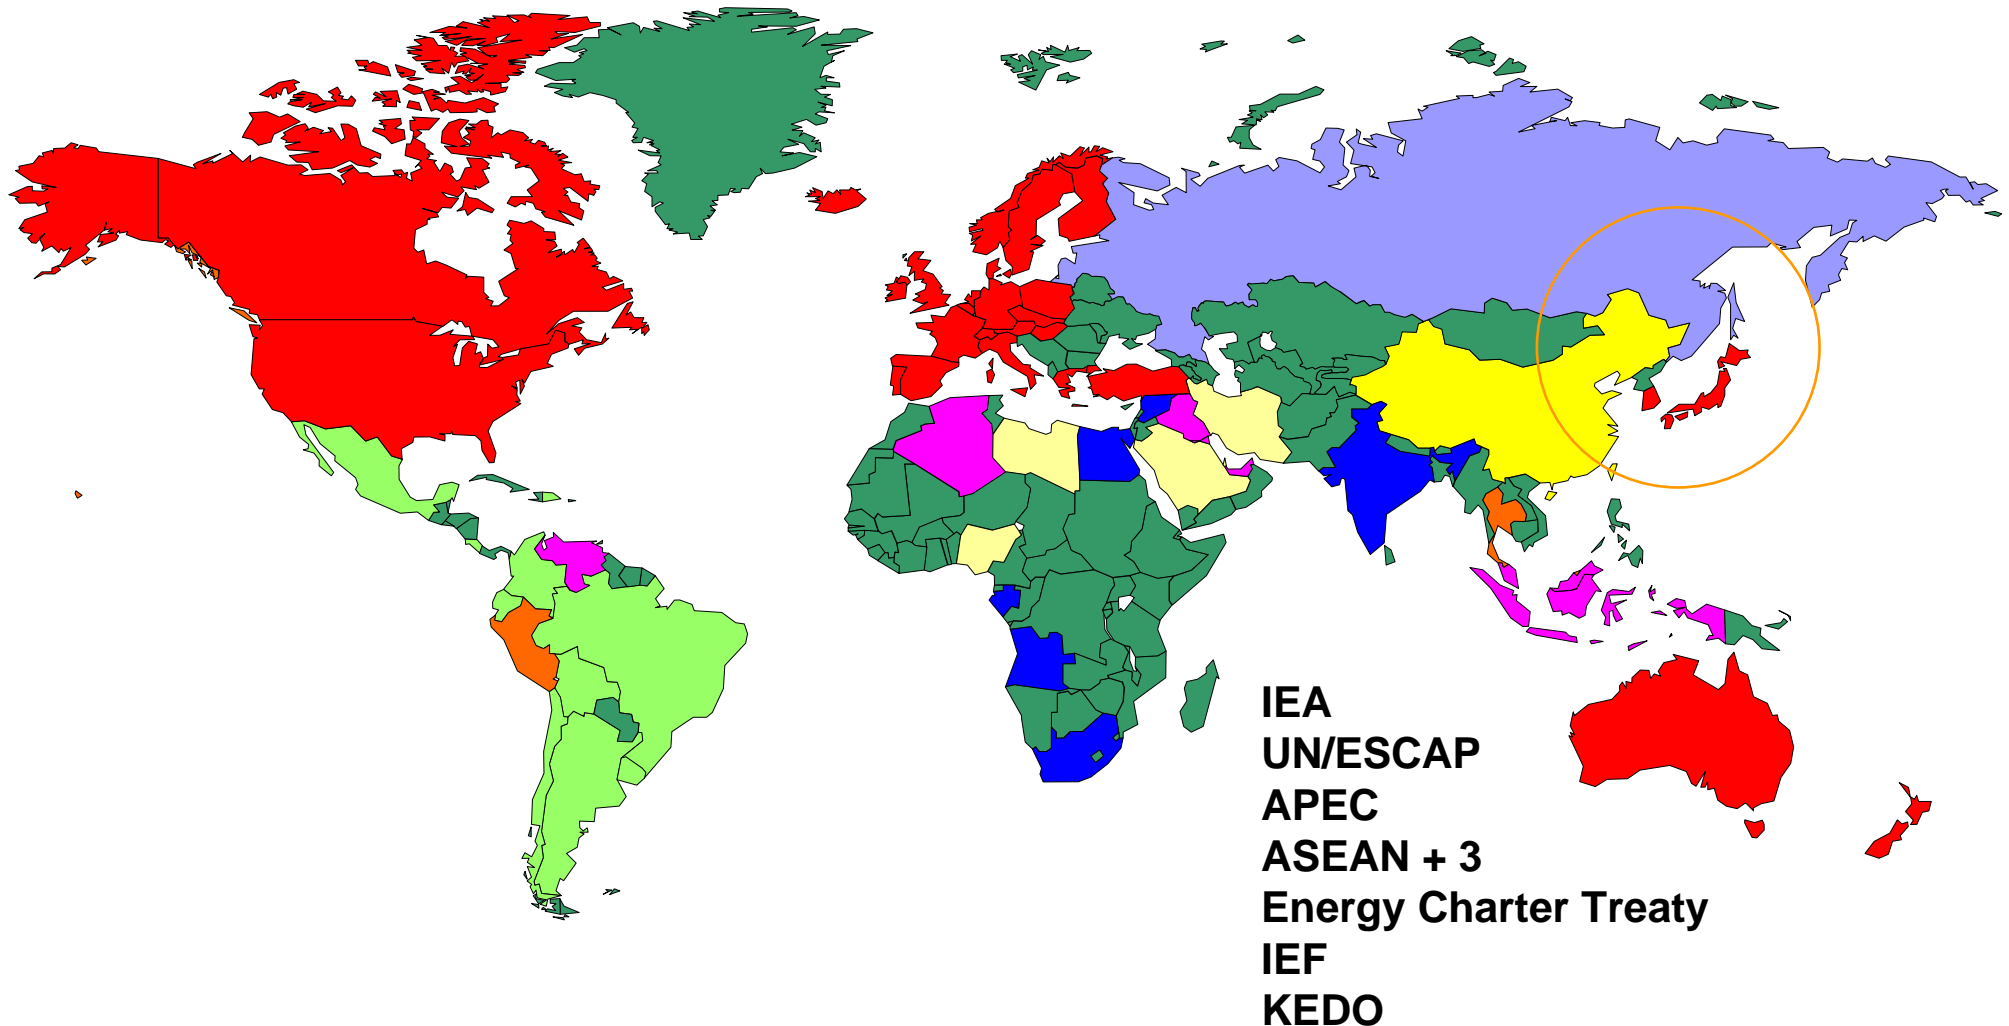 IEA
UN/ESCAP
APEC
ASEAN + 3
Energy Charter Treaty
IEF
KEDO